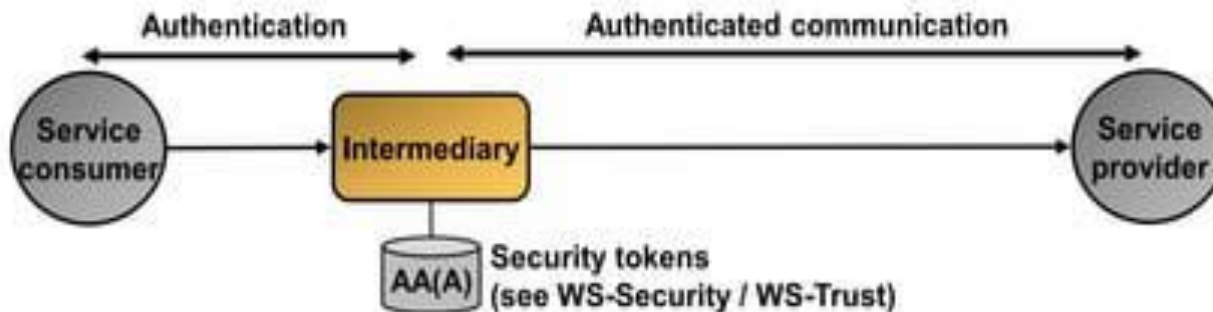 Authentication
Authenticated communication
Service
consumer
Intermediary
Service
provider
AA(A)
Security tokens
(see WS-Security / WS-Trust)